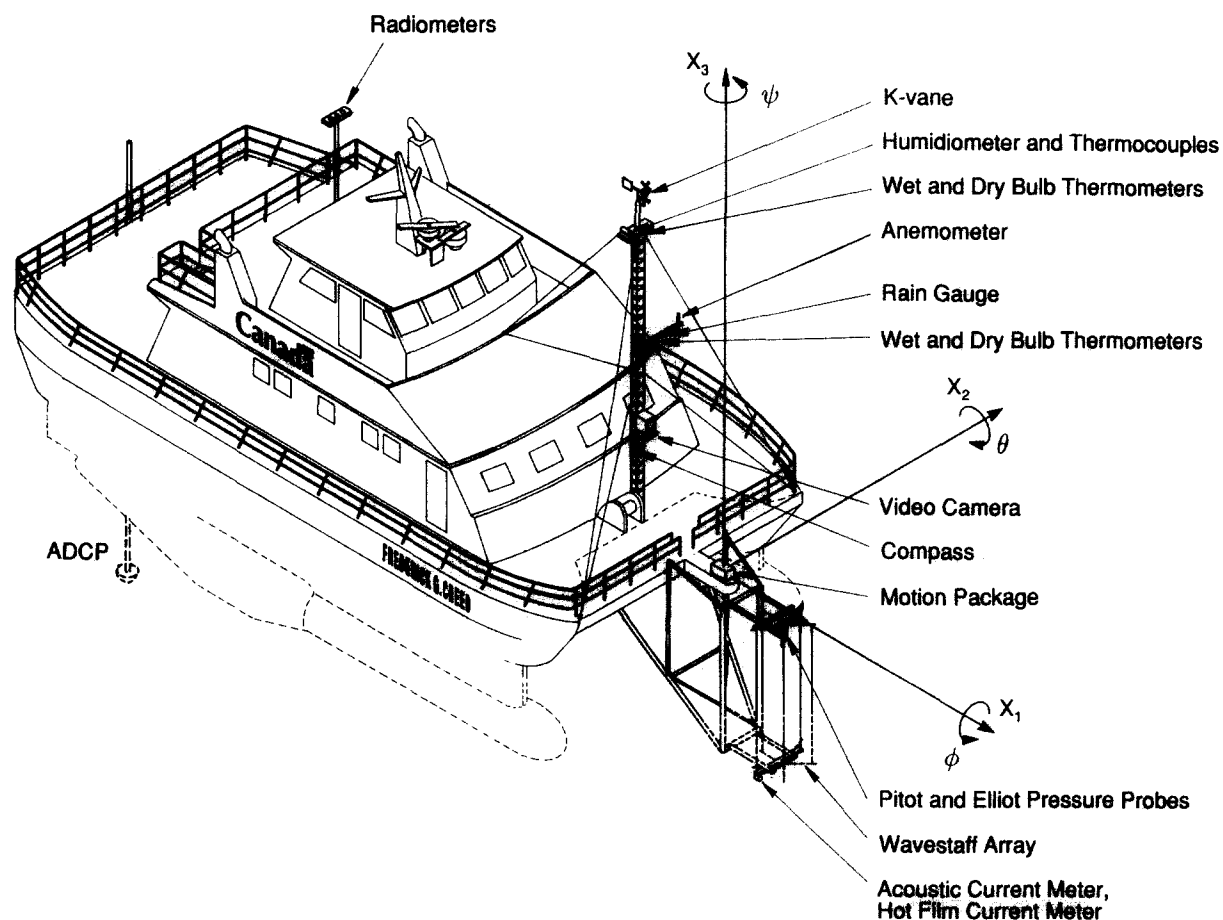 Radiometers
X3
ψ
K-vane
Humidiometer and Thermocouples
Wet and Dry Bulb Thermometers
Anemometer
Rain Gauge
Wet and Dry Bulb Thermometers
Canada
X2
θ
Video Camera
ADCP
Compass
FREDERICK G. CREED
Motion Package
X1
ϕ
Pitot and Elliot Pressure Probes
Wavestaff Array
Acoustic Current Meter,
Hot Film Current Meter